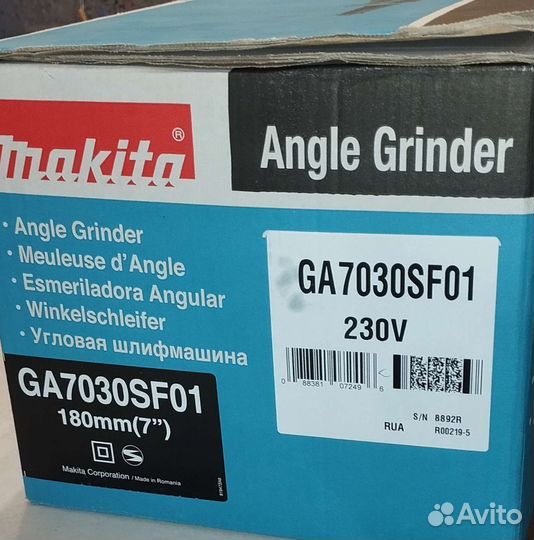 makita®
Angle Grinder
· Angle Grinder
· Meuleuse d'Angle
· Esmeriladora Angular
· Winkelschleifer
· Угловая шлифмашина
GA7030SF01
180mm(7")
Makita Corporation / Made in Romania
GA7030SF01
230V
0 88381 07249 6
S/N 8892R
RUA R00219-5
Avito